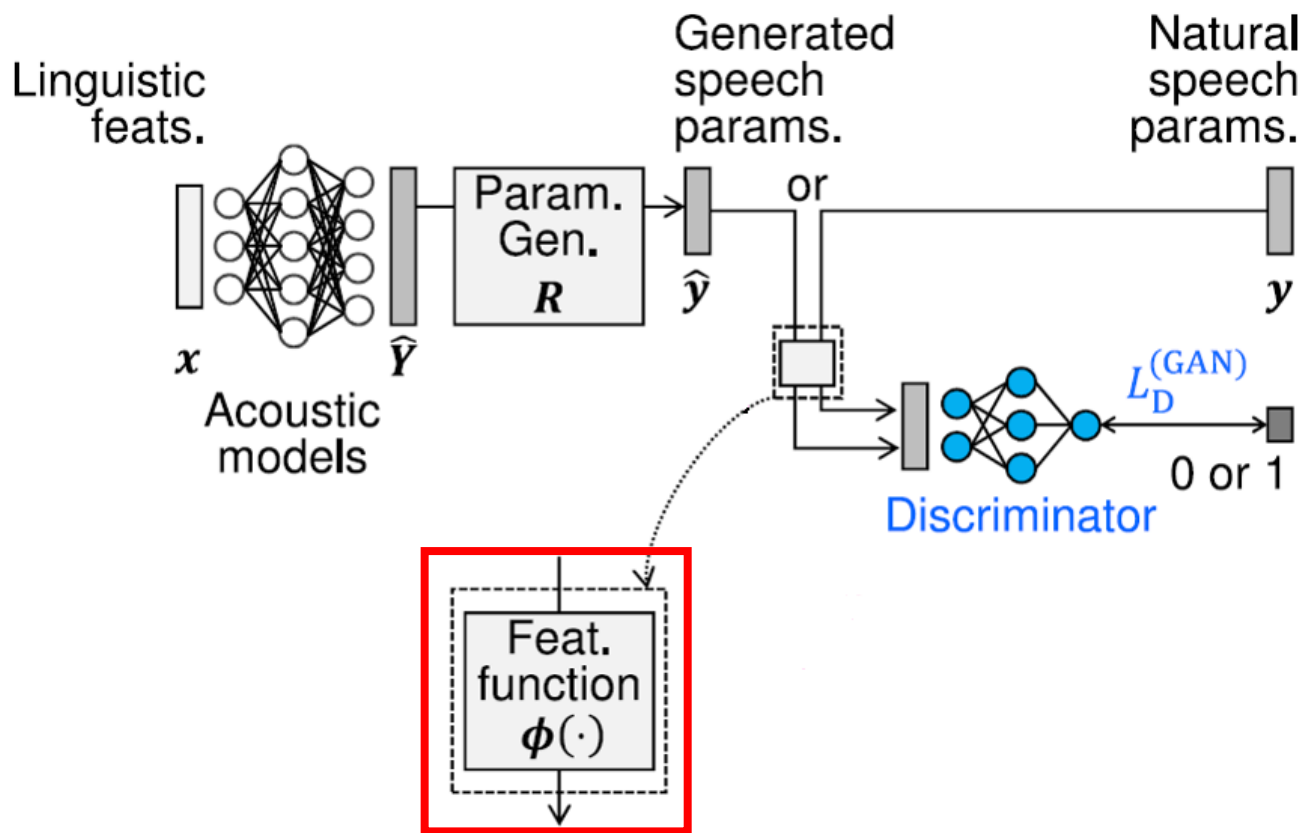 Linguistic
feats.
Generated
speech
params.
Natural
speech
params.
or
Param.
Gen.
R
x
Ŷ
ŷ
y
Acoustic
models
L_D^(GAN)
0 or 1
Discriminator
Feat.
function
ϕ(·)